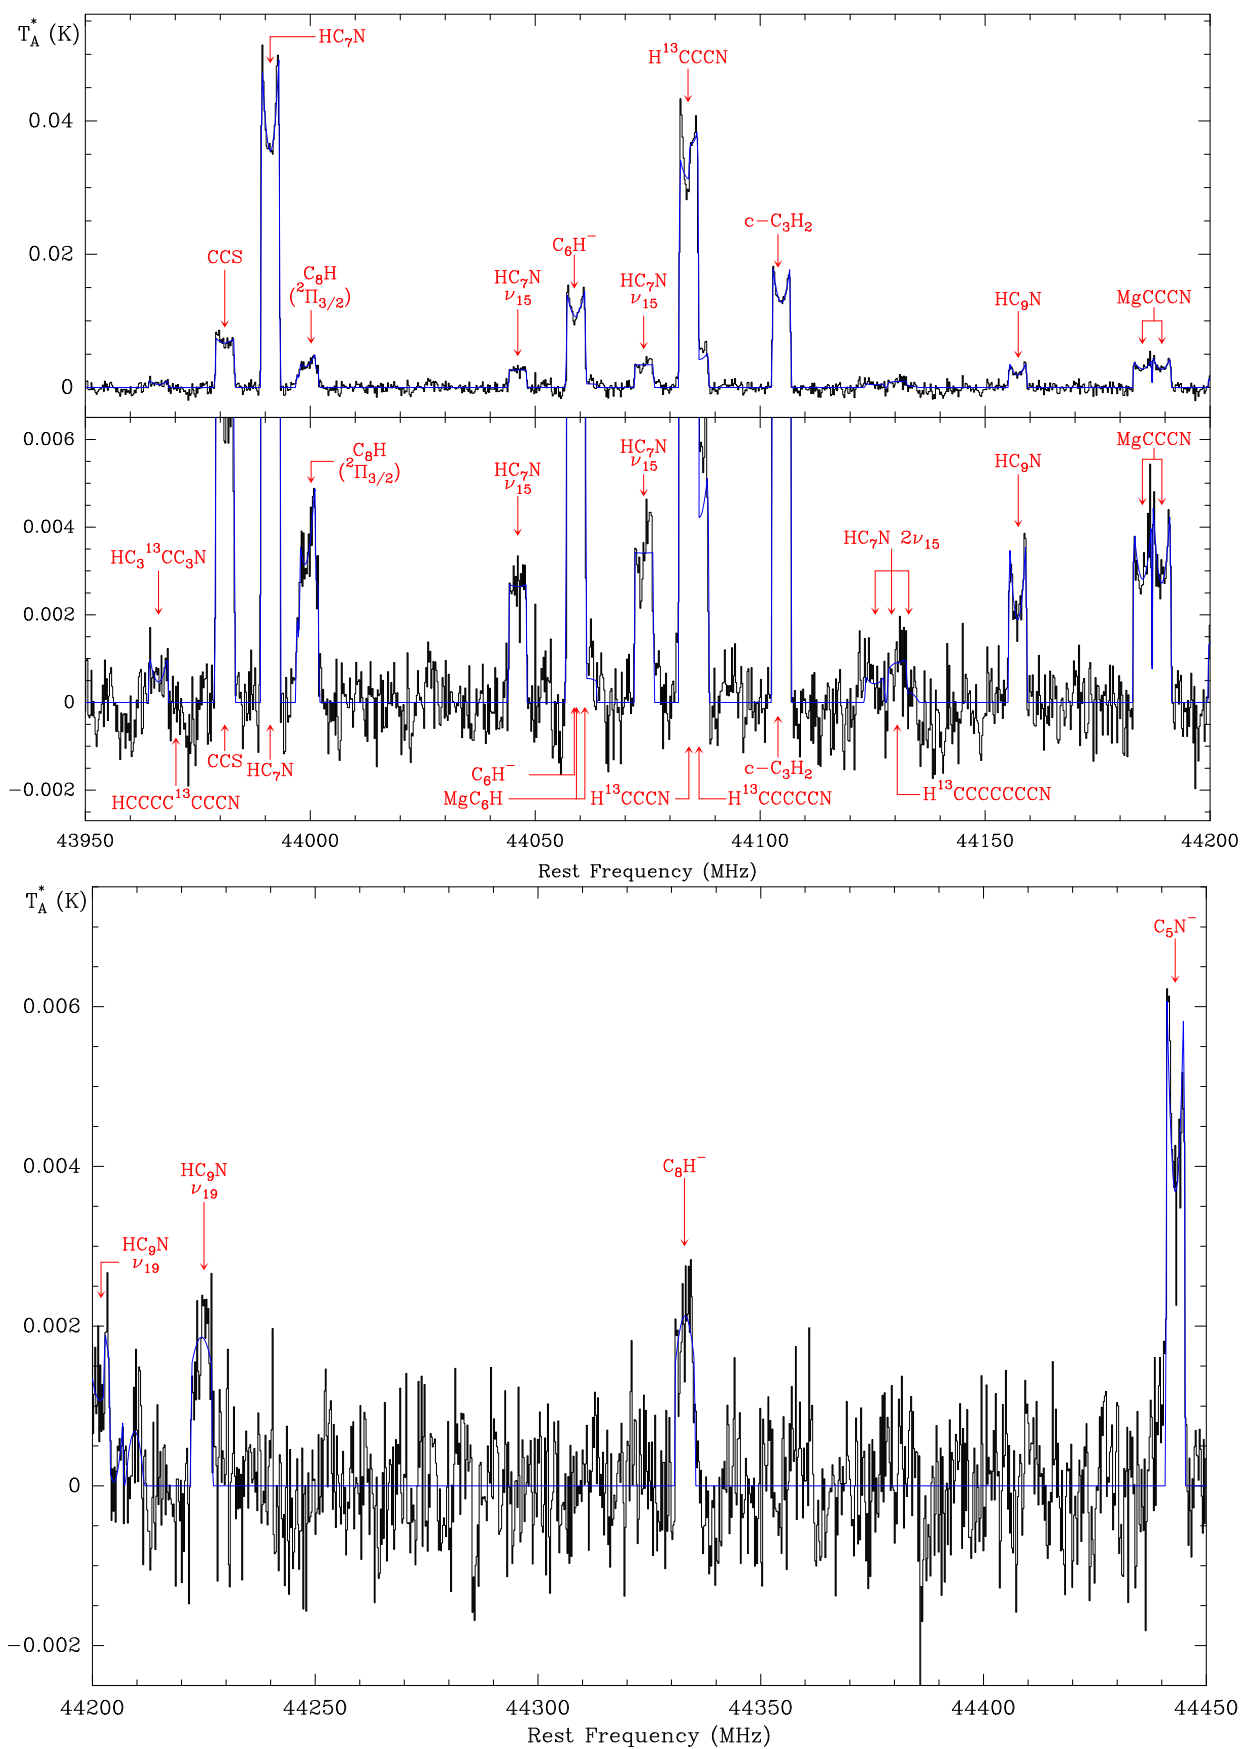 T*A (K)
HC7N
H13CCCN
0.04
c−C3H2
C6H−
CCS
C8H
(2Π3/2)
HC7N
ν15
HC7N
ν15
HC9N
MgCCCN
0.02
0
0.006
C8H
(2Π3/2)
HC7N
ν15
HC7N
ν15
HC9N
MgCCCN
0.004
HC3 13CC3N
HC7N 2ν15
0.002
0
CCS
HC7N
C6H−
c−C3H2
−0.002
HCCCC13CCCN
MgC6H
H13CCCN
H13CCCCCN
H13CCCCCCCN
43950 44000 44050 44100 44150 44200
Rest Frequency (MHz)
T*A (K)
C5N−
0.006
0.004
HC9N
ν19
C8H−
HC9N
ν19
0.002
0
−0.002
44200 44250 44300 44350 44400 44450
Rest Frequency (MHz)